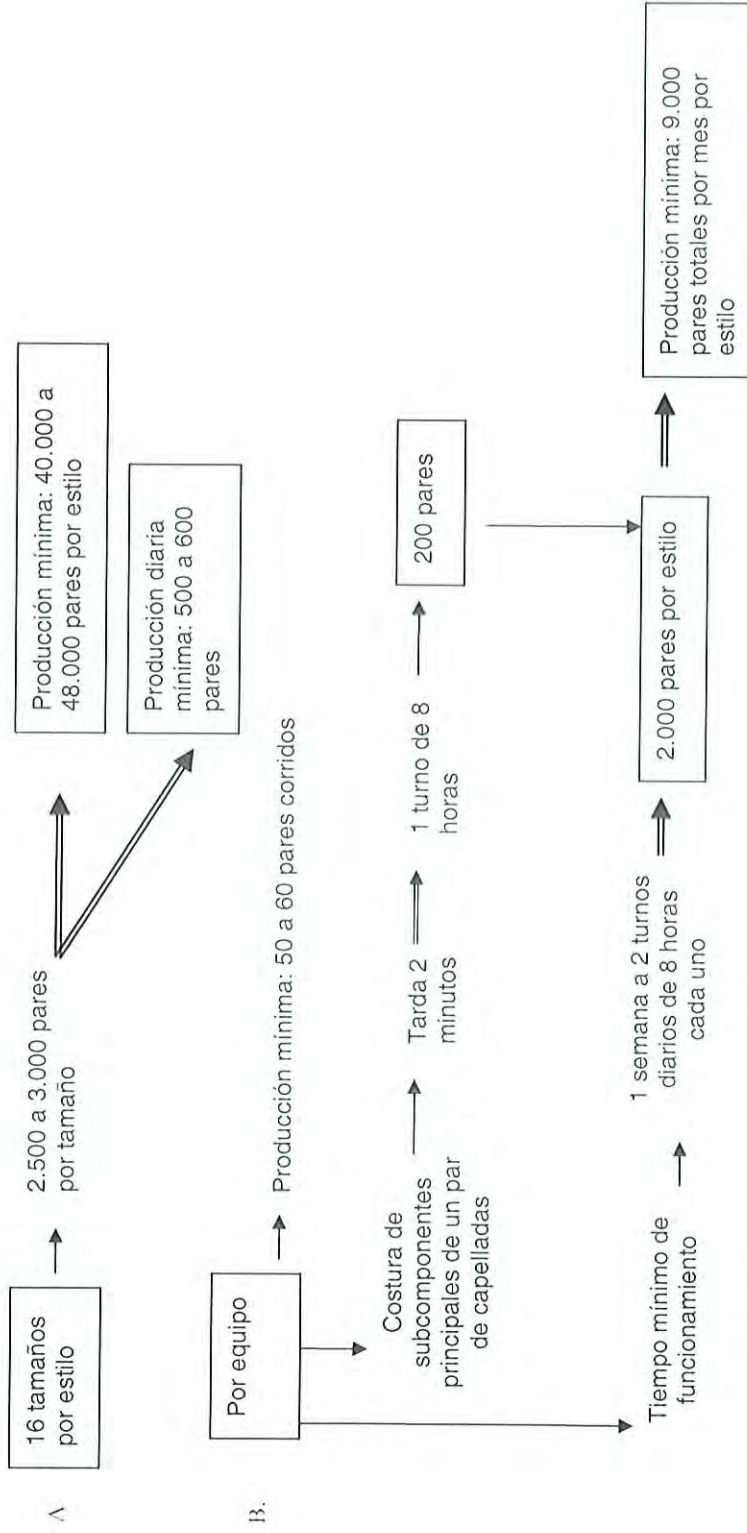 A
16 tamaños
por estilo
2.500 a 3.000 pares
por tamaño
Producción mínima: 40.000 a
48.000 pares por estilo
Producción diaria
mínima: 500 a 600
pares
B.
Por equipo
Producción mínima: 50 a 60 pares corridos
Costura de
subcomponentes
principales de un par
de capelladas
Tarda 2
minutos
1 turno de 8
horas
200 pares
Tiempo mínimo de
funcionamiento
1 semana a 2 turnos
diarios de 8 horas
cada uno
2.000 pares por estilo
Producción mínima: 9.000
pares totales por mes por
estilo